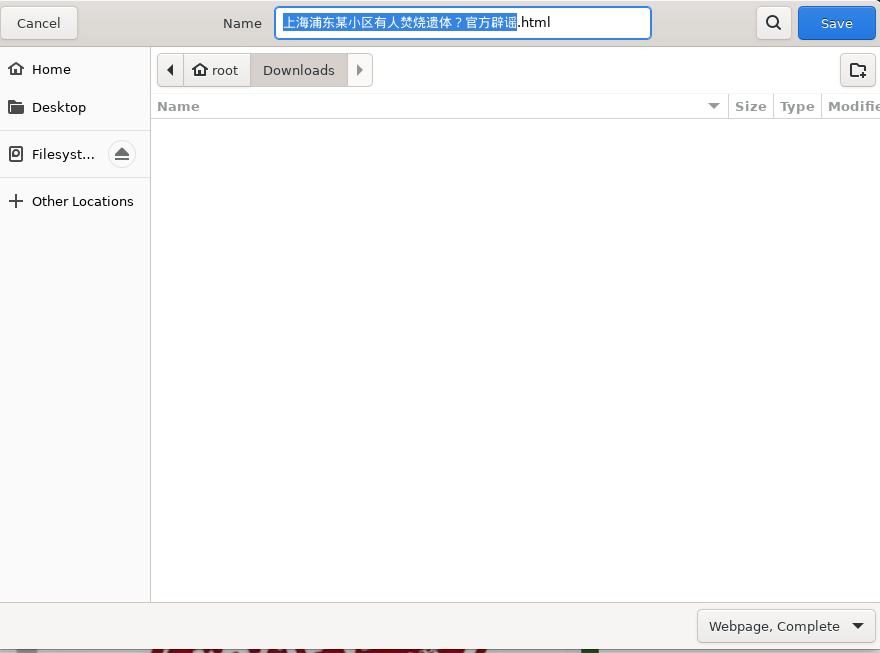 Cancel
Name
上海浦东某小区有人焚烧遗体？官方辟谣.html
Save
Home
root
Downloads
Desktop
Name
Size
Type
Modifie
Filesyst...
Other Locations
Webpage, Complete